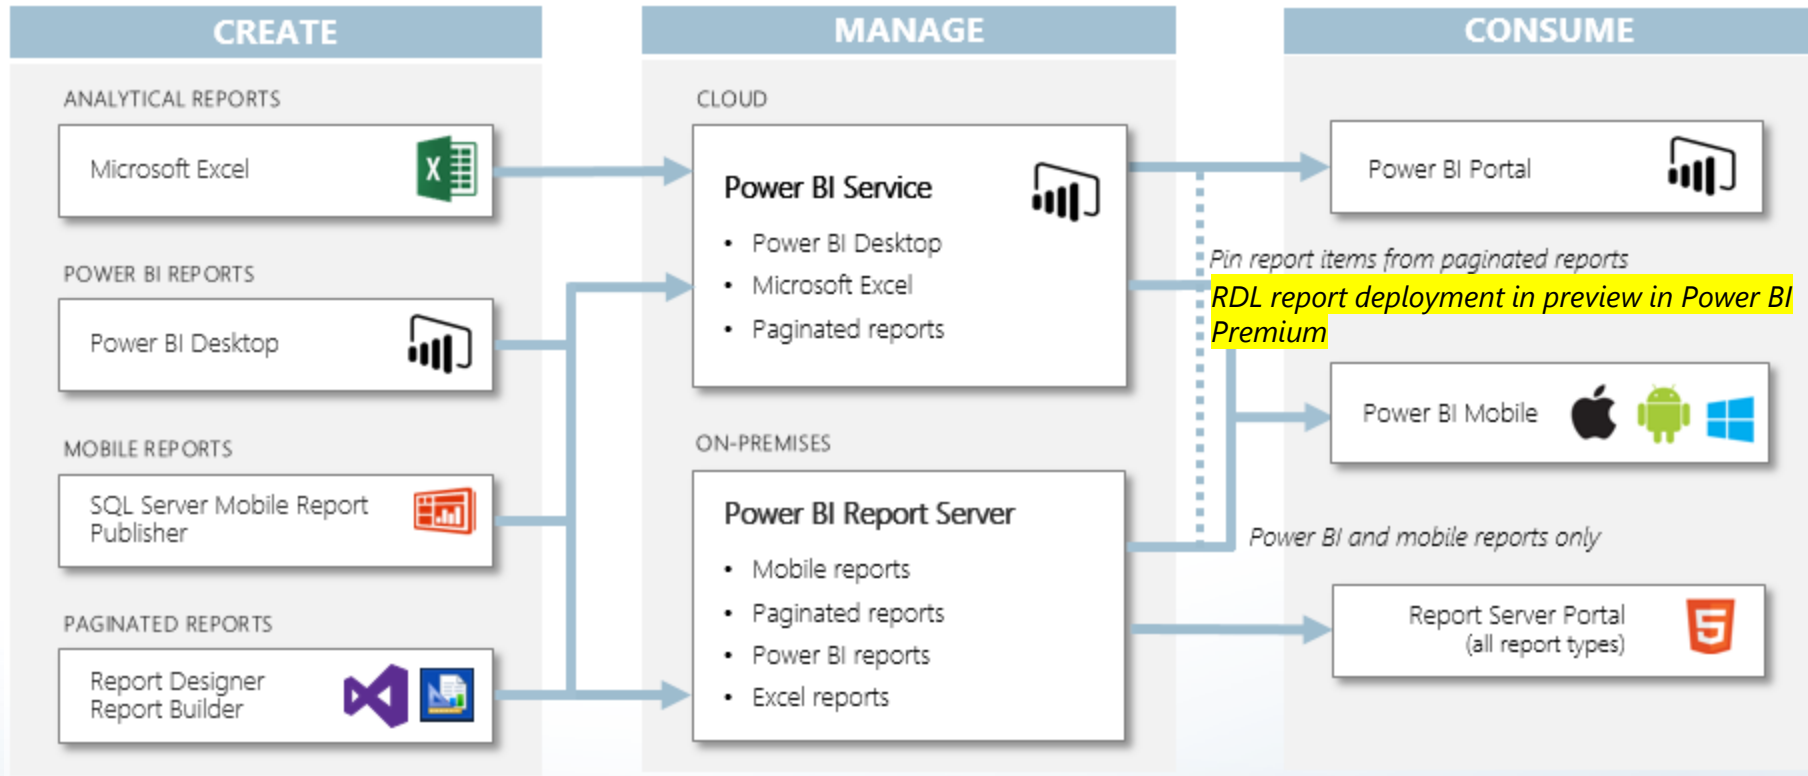 CREATE
ANALYTICAL REPORTS
Microsoft Excel
X
POWER BI REPORTS
Power BI Desktop
MOBILE REPORTS
SQL Server Mobile Report
Publisher
PAGINATED REPORTS
Report Designer
Report Builder
MANAGE
CLOUD
Power BI Service
• Power BI Desktop
• Microsoft Excel
• Paginated reports
ON-PREMISES
Power BI Report Server
• Mobile reports
• Paginated reports
• Power BI reports
• Excel reports
CONSUME
Power BI Portal
Pin report items from paginated reports
RDL report deployment in preview in Power BI
Premium
Power BI Mobile
Power BI and mobile reports only
Report Server Portal
(all report types)
5